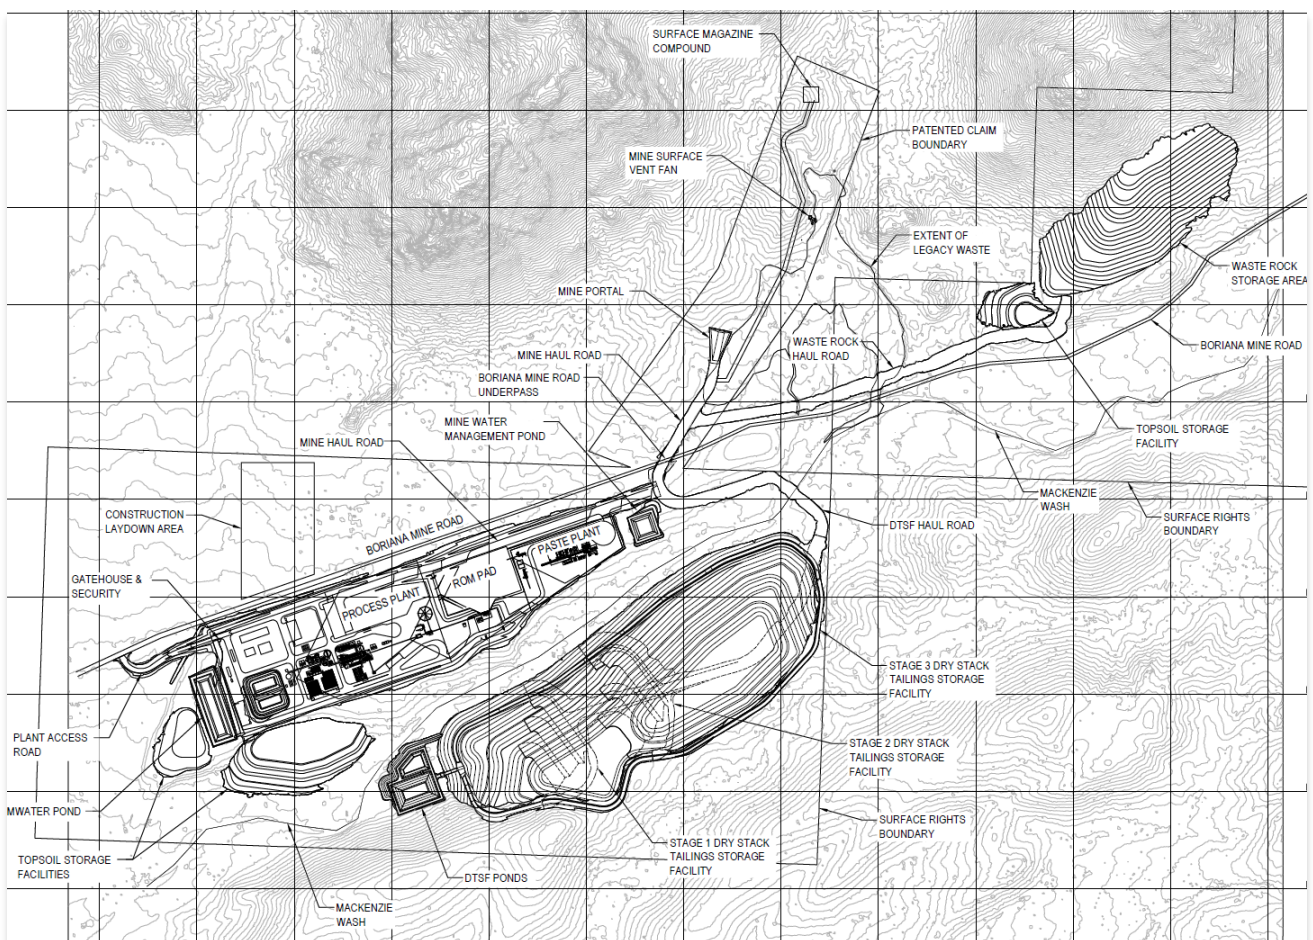 SURFACE MAGAZINE
COMPOUND
PATENTED CLAIM
BOUNDARY
MINE SURFACE
VENT FAN
EXTENT OF
LEGACY WASTE
WASTE ROCK
STORAGE AREA
MINE PORTAL
WASTE ROCK
HAUL ROAD
BORIANA MINE ROAD
MINE HAUL ROAD
BORIANA MINE ROAD
UNDERPASS
MINE WATER
MANAGEMENT POND
TOPSOIL STORAGE
FACILITY
MINE HAUL ROAD
MACKENZIE
WASH
SURFACE RIGHTS
BOUNDARY
CONSTRUCTION
LAYDOWN AREA
BORIANA MINE ROAD
DTSF HAUL ROAD
PASTE PLANT
ROM PAD
PROCESS PLANT
GATEHOUSE &
SECURITY
STAGE 3 DRY STACK
TAILINGS STORAGE
FACILITY
PLANT ACCESS
ROAD
STAGE 2 DRY STACK
TAILINGS STORAGE
FACILITY
MWATER POND
SURFACE RIGHTS
BOUNDARY
STAGE 1 DRY STACK
TAILINGS STORAGE
FACILITY
TOPSOIL STORAGE
FACILITIES
DTSF PONDS
MACKENZIE
WASH